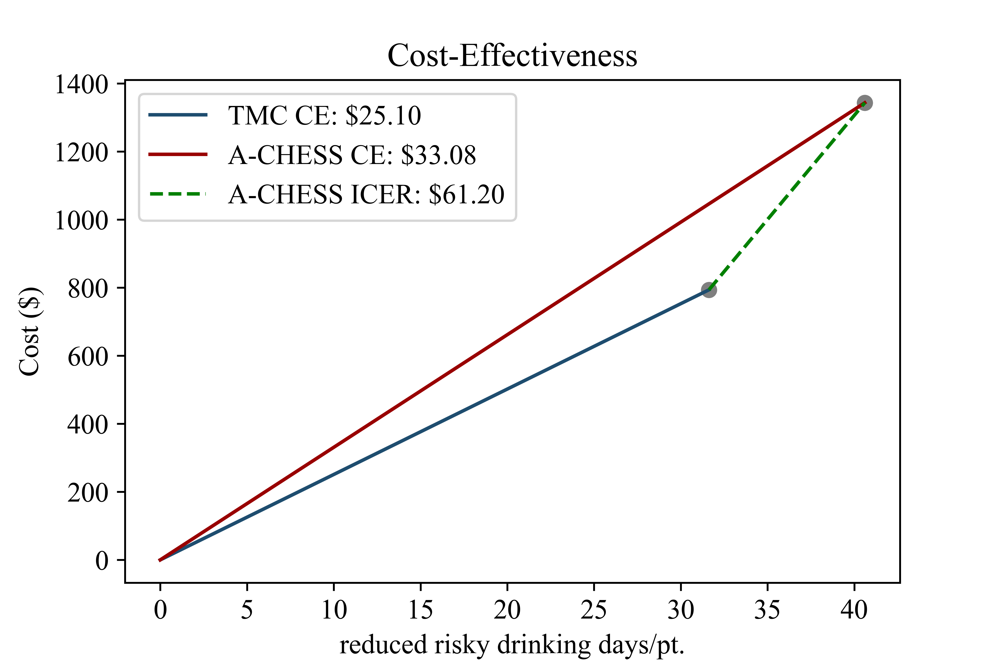 Cost-Effectiveness
1400
1200
1000
800
600
400
200
0
Cost ($)
TMC CE: $25.10
A-CHESS CE: $33.08
A-CHESS ICER: $61.20
0 5 10 15 20 25 30 35 40
reduced risky drinking days/pt.